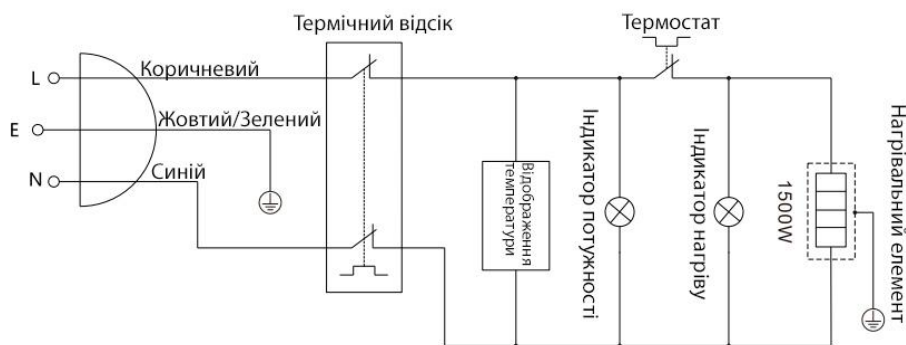 Термічний відсік
Термостат
L
Коричневий
E
Жовтий/Зелений
N
Синій
Відображення
температури
Індикатор потужності
Індикатор нагріву
1500W
Нагрівальний елемент